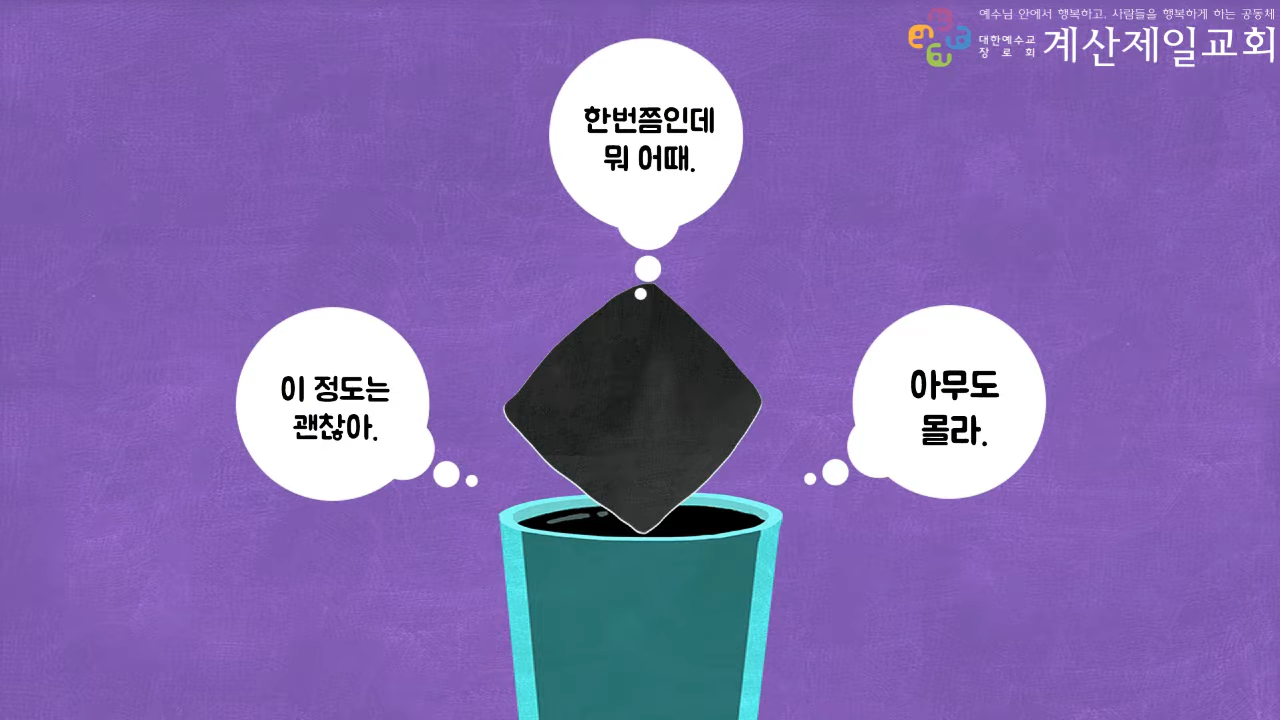 예수님 안에서 행복하고, 사람들을 행복하게 하는 공동체
대한예수교
장로회
계산제일교회
한번쯤인데
뭐 어때.
이 정도는
괜찮아.
아무도
몰라.